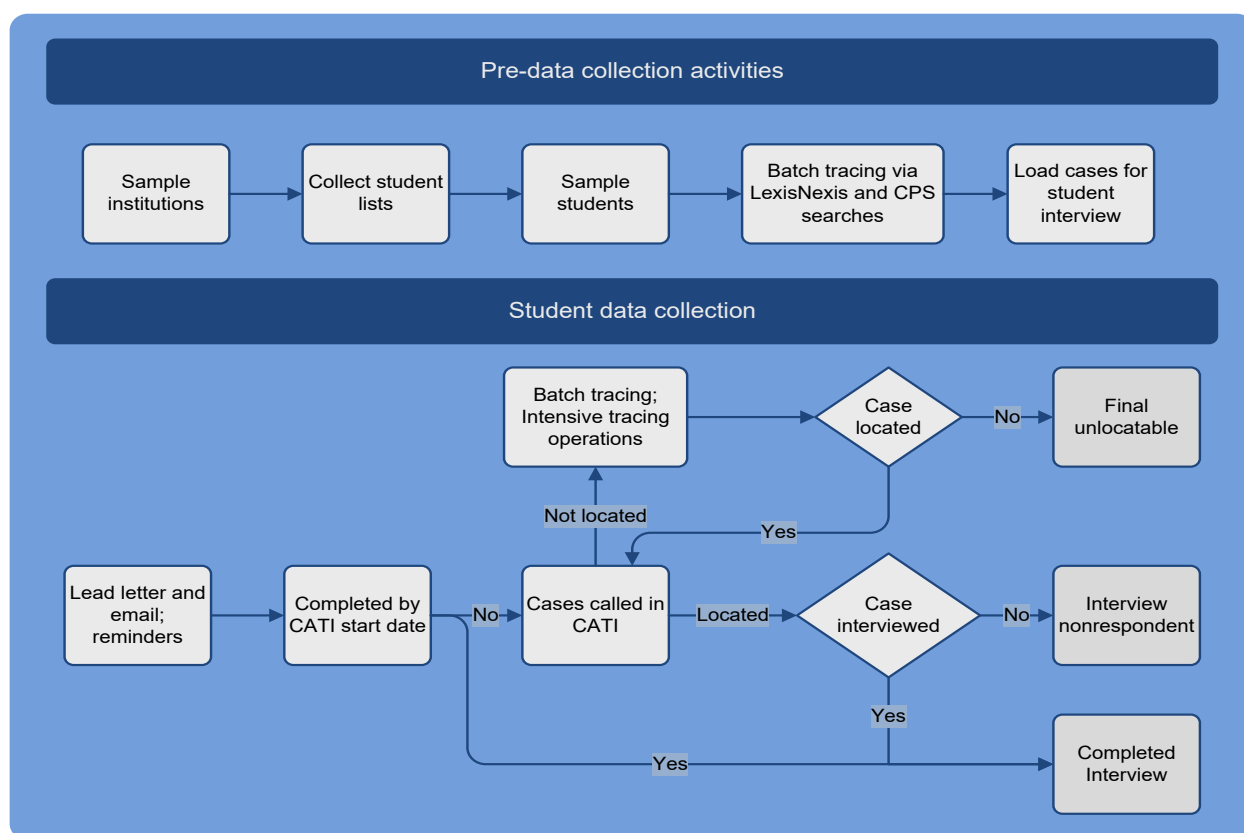 Pre-data collection activities
Sample
institutions
Collect student
lists
Sample
students
Batch tracing via
LexisNexis and CPS
searches
Load cases for
student
interview
Student data collection
Batch tracing;
Intensive tracing
operations
Case
located
No
Final
unlocatable
Not located
Yes
Lead letter and
email;
reminders
Completed by
CATI start date
No
Cases called in
CATI
Located
Case
interviewed
No
Interview
nonrespondent
Yes
Yes
Completed
Interview